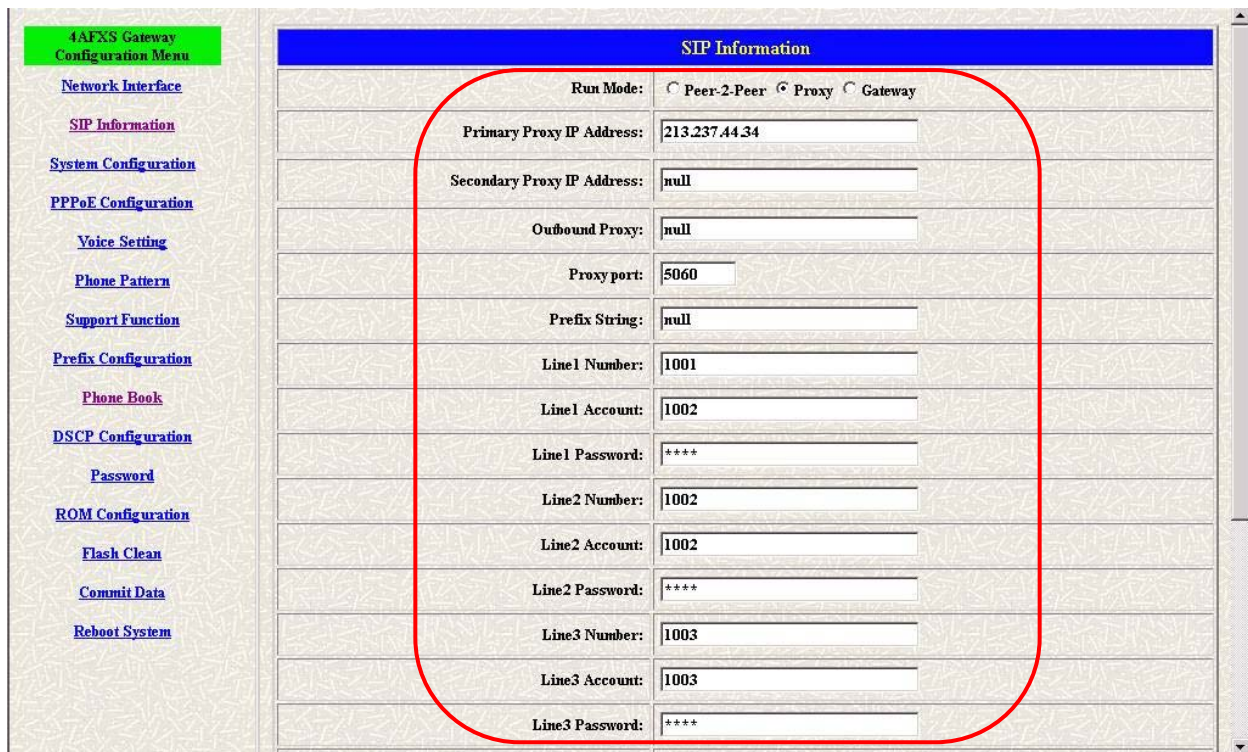 4AFXS Gateway
Configuration Menu
Network Interface
SIP Information
System Configuration
PPPoE Configuration
Voice Setting
Phone Pattern
Support Function
Prefix Configuration
Phone Book
DSCP Configuration
Password
ROM Configuration
Flash Clean
Commit Data
Reboot System
SIP Information
Run Mode: Peer-2-Peer Proxy Gateway
Primary Proxy IP Address: 213.237.44.34
Secondary Proxy IP Address: null
Outbound Proxy: null
Proxy port: 5060
Prefix String: null
Line1 Number: 1001
Line1 Account: 1002
Line1 Password: ****
Line2 Number: 1002
Line2 Account: 1002
Line2 Password: ****
Line3 Number: 1003
Line3 Account: 1003
Line3 Password: ****